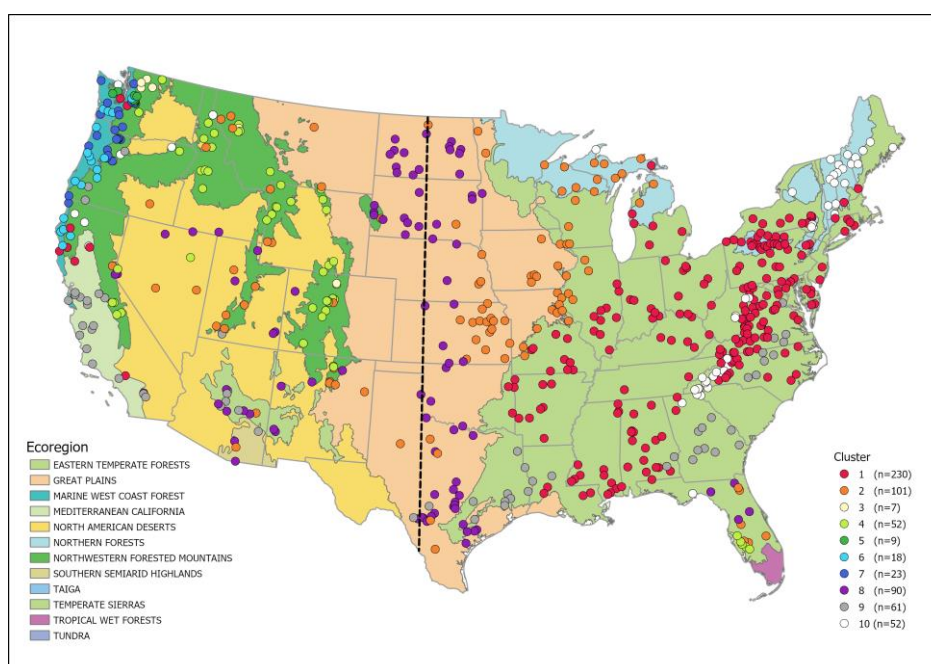 Ecoregion
EASTERN TEMPERATE FORESTS
GREAT PLAINS
MARINE WEST COAST FOREST
MEDITERRANEAN CALIFORNIA
NORTH AMERICAN DESERTS
NORTHERN FORESTS
NORTHWESTERN FORESTED MOUNTAINS
SOUTHERN SEMIARID HIGHLANDS
TAIGA
TEMPERATE SIERRAS
TROPICAL WET FORESTS
TUNDRA
Cluster
1 (n=230)
2 (n=101)
3 (n=7)
4 (n=52)
5 (n=9)
6 (n=18)
7 (n=23)
8 (n=90)
9 (n=61)
10 (n=52)